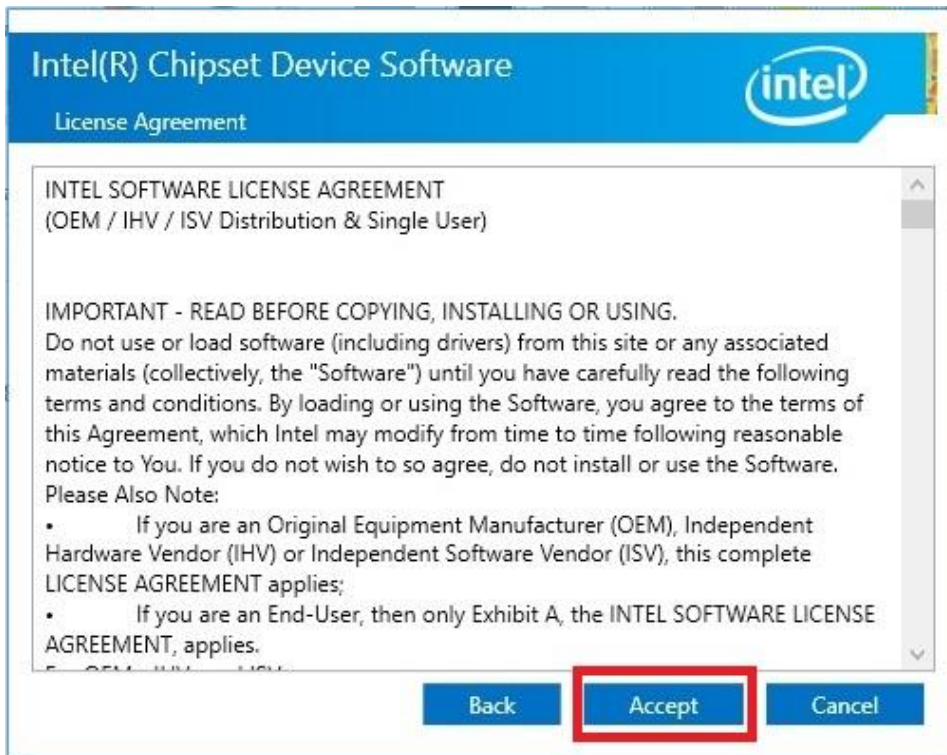 Intel(R) Chipset Device Software
intel
License Agreement
INTEL SOFTWARE LICENSE AGREEMENT
(OEM / IHV / ISV Distribution & Single User)
IMPORTANT - READ BEFORE COPYING, INSTALLING OR USING.
Do not use or load software (including drivers) from this site or any associated
materials (collectively, the "Software") until you have carefully read the following
terms and conditions. By loading or using the Software, you agree to the terms of
this Agreement, which Intel may modify from time to time following reasonable
notice to You. If you do not wish to so agree, do not install or use the Software.
Please Also Note:
• If you are an Original Equipment Manufacturer (OEM), Independent
Hardware Vendor (IHV) or Independent Software Vendor (ISV), this complete
LICENSE AGREEMENT applies;
• If you are an End-User, then only Exhibit A, the INTEL SOFTWARE LICENSE
AGREEMENT, applies.
Back Accept Cancel